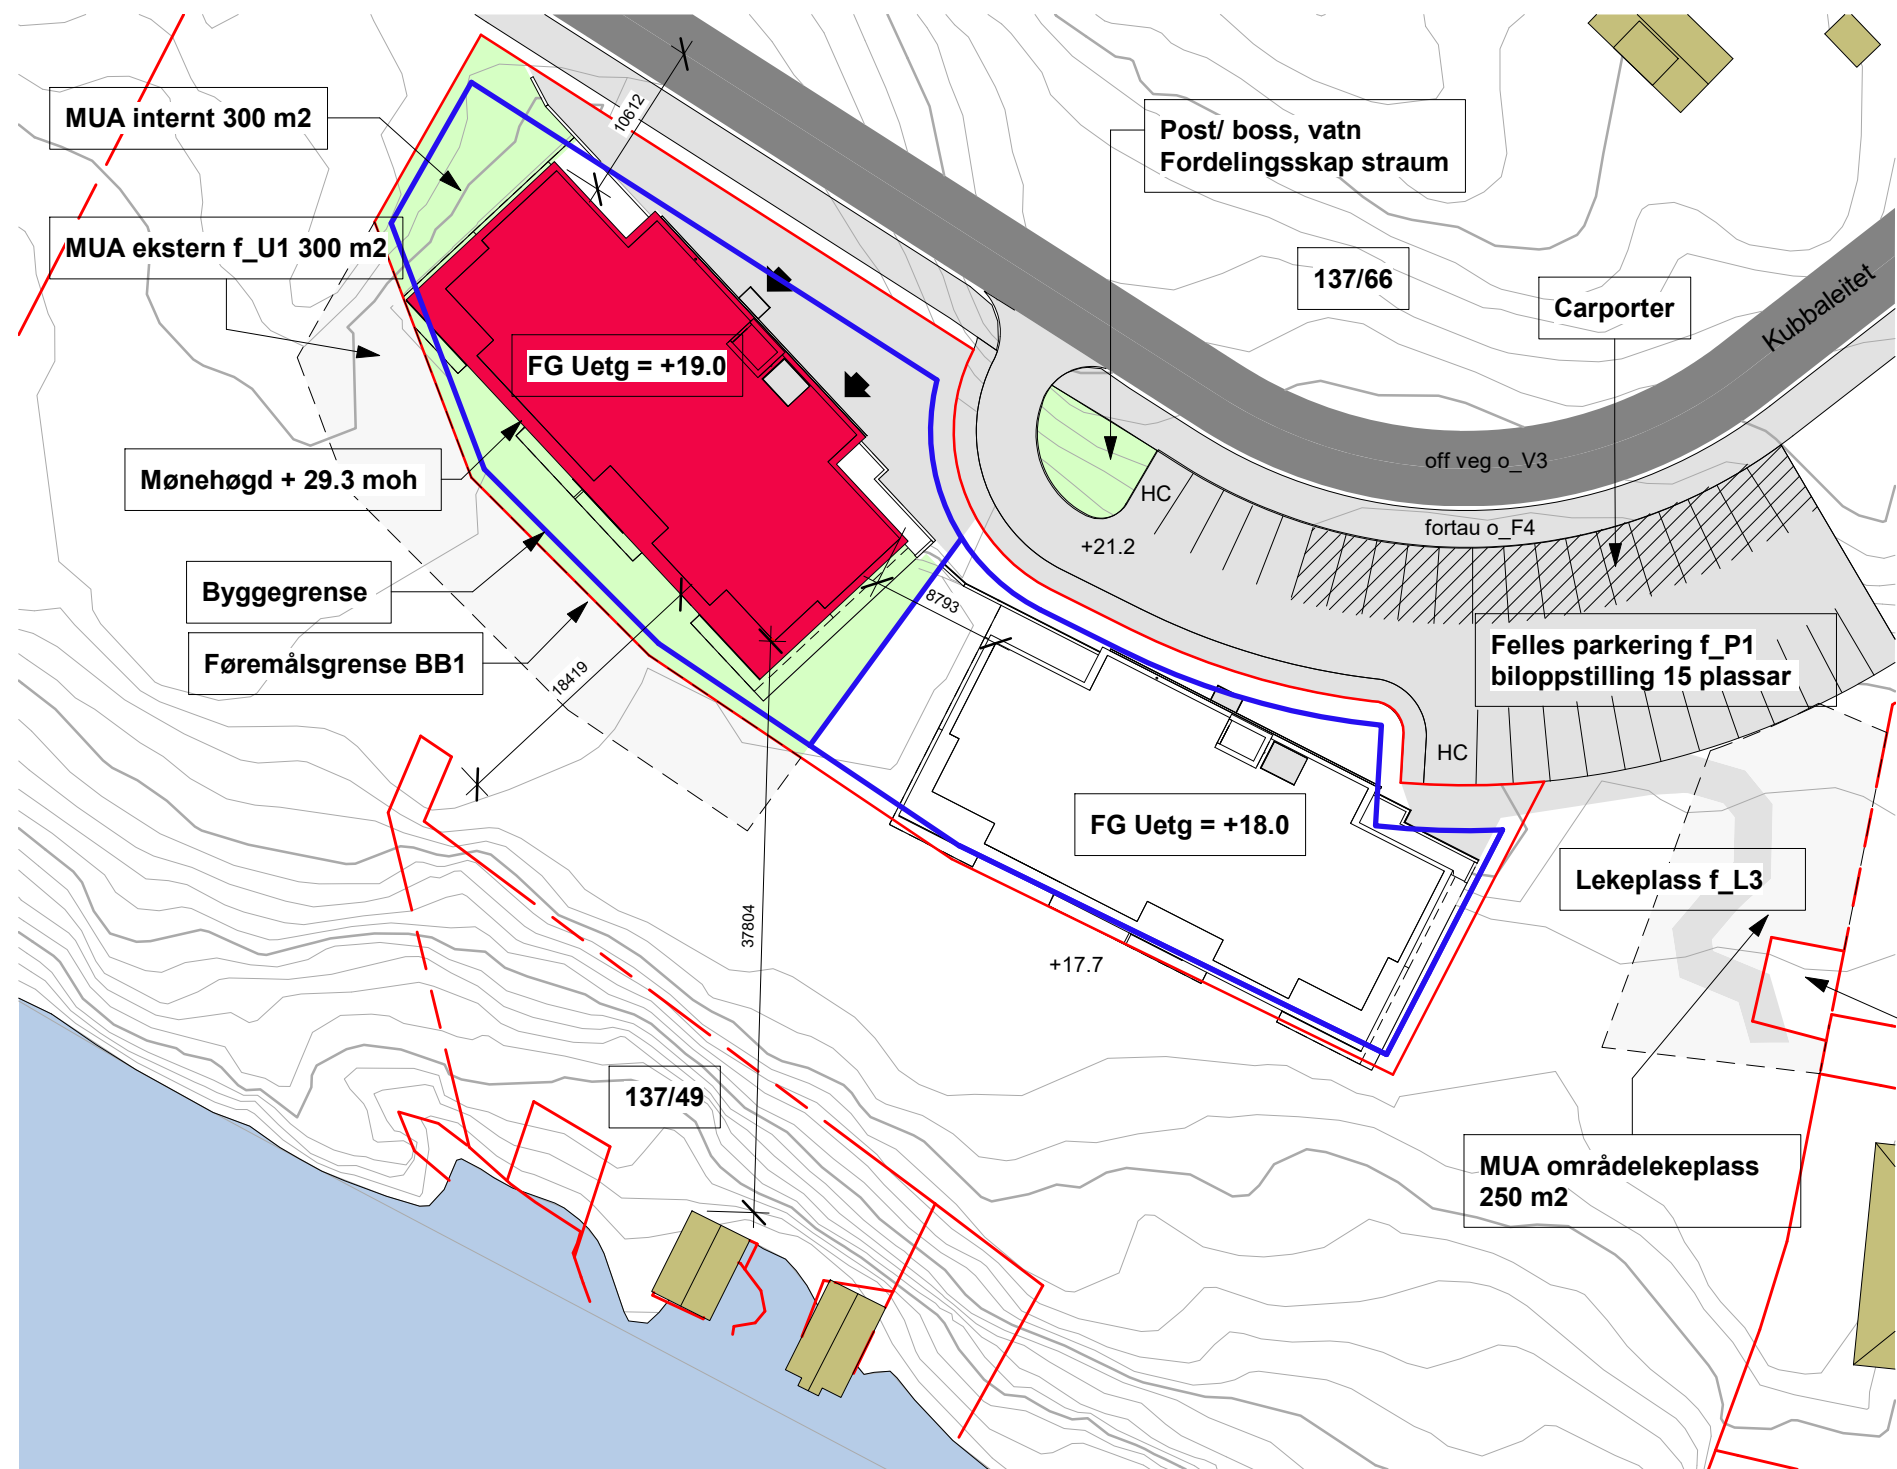 MUA internt 300 m2
MUA ekstern f_U1 300 m2
10612
Post/ boss, vatn
Fordelingsskap straum
137/66
Carporter
Kubbaleitet
FG Uetg = +19.0
Mønehøgd + 29.3 moh
off veg o_V3
HC
fortau o_F4
+21.2
Byggegrense
8793
Føremålsgrense BB1
18419
Felles parkering f_P1
biloppstilling 15 plassar
HC
FG Uetg = +18.0
Lekeplass f_L3
37804
+17.7
137/49
MUA områdelekeplass
250 m2